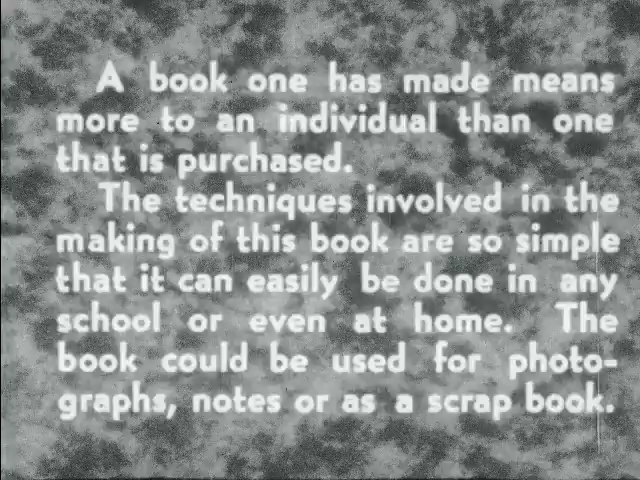 A book one has made means
more to an individual than one
that is purchased.
The techniques involved in the
making of this book are so simple
that it can easily be done in any
school or even at home. The
book could be used for photo-
graphs, notes or as a scrap book.